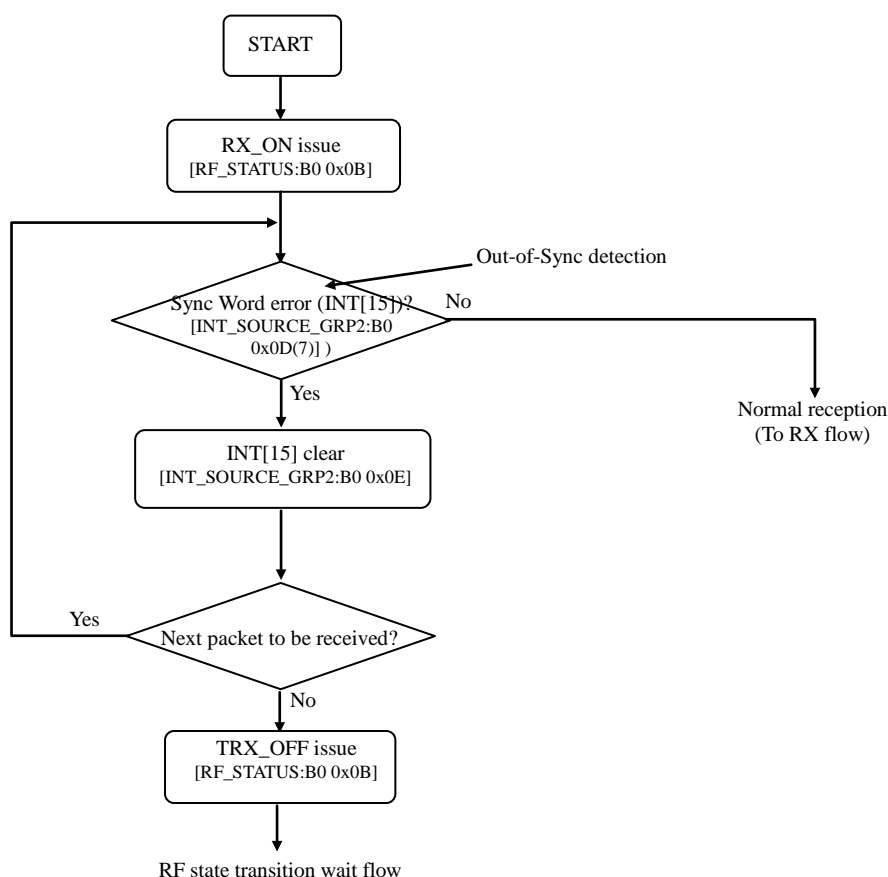 START
RX_ON issue
[RF_STATUS:B0 0x0B]
Out-of-Sync detection
Sync Word error (INT[15])?
[INT_SOURCE_GRP2:B0
0x0D(7)] )
No
Yes
Normal reception
(To RX flow)
INT[15] clear
[INT_SOURCE_GRP2:B0 0x0E]
Yes
Next packet to be received?
No
TRX_OFF issue
[RF_STATUS:B0 0x0B]
RF state transition wait flow